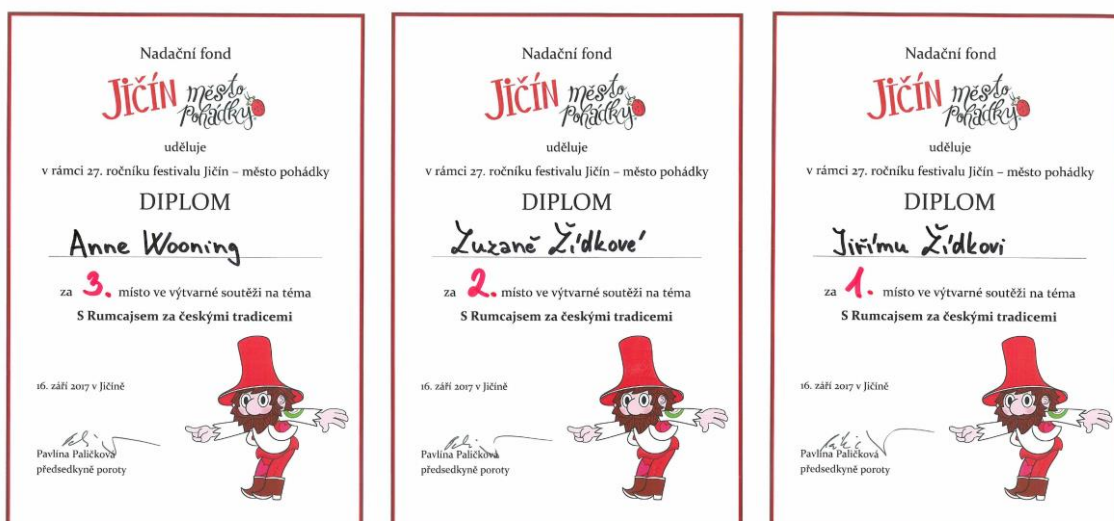 Nadační fond
JIČÍN město
pohádky
uděluje
v rámci 27. ročníku festivalu Jičín – město pohádky
DIPLOM
Anne Wooning
za 3. místo ve výtvarné soutěži na téma
S Rumcajsem za českými tradicemi
16. září 2017 v Jičíně
Pavlína Paličková
předsedkyně poroty
Nadační fond
JIČÍN město
pohádky
uděluje
v rámci 27. ročníku festivalu Jičín – město pohádky
DIPLOM
Zuzaně Žídkové
za 2. místo ve výtvarné soutěži na téma
S Rumcajsem za českými tradicemi
16. září 2017 v Jičíně
Pavlína Paličková
předsedkyně poroty
Nadační fond
JIČÍN město
pohádky
uděluje
v rámci 27. ročníku festivalu Jičín – město pohádky
DIPLOM
Jiřímu Žídkovi
za 1. místo ve výtvarné soutěži na téma
S Rumcajsem za českými tradicemi
16. září 2017 v Jičíně
Pavlína Paličková
předsedkyně poroty